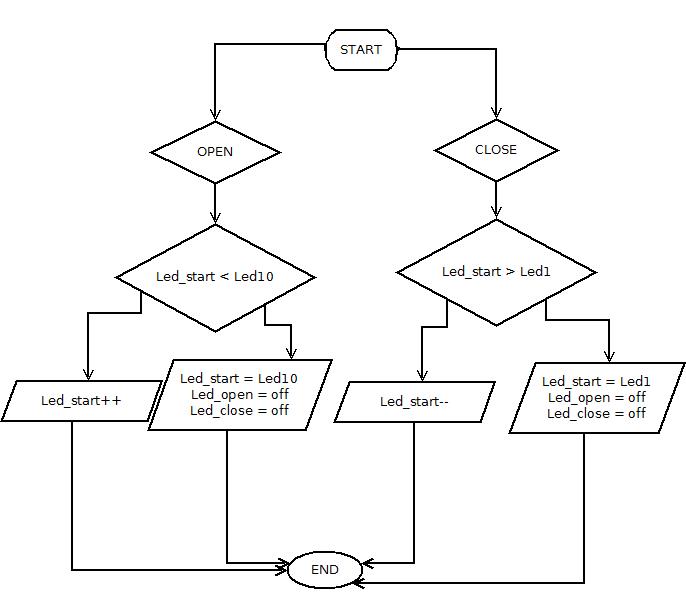 START
OPEN
CLOSE
Led_start < Led10
Led_start > Led1
Led_start++
Led_start = Led10
Led_open = off
Led_close = off
Led_start--
Led_start = Led1
Led_open = off
Led_close = off
END